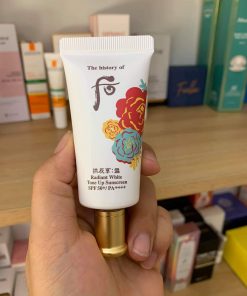 The history of
后
拱辰享:雪
Radiant White
Tone Up Sunscreen
SPF 50+/PA++++